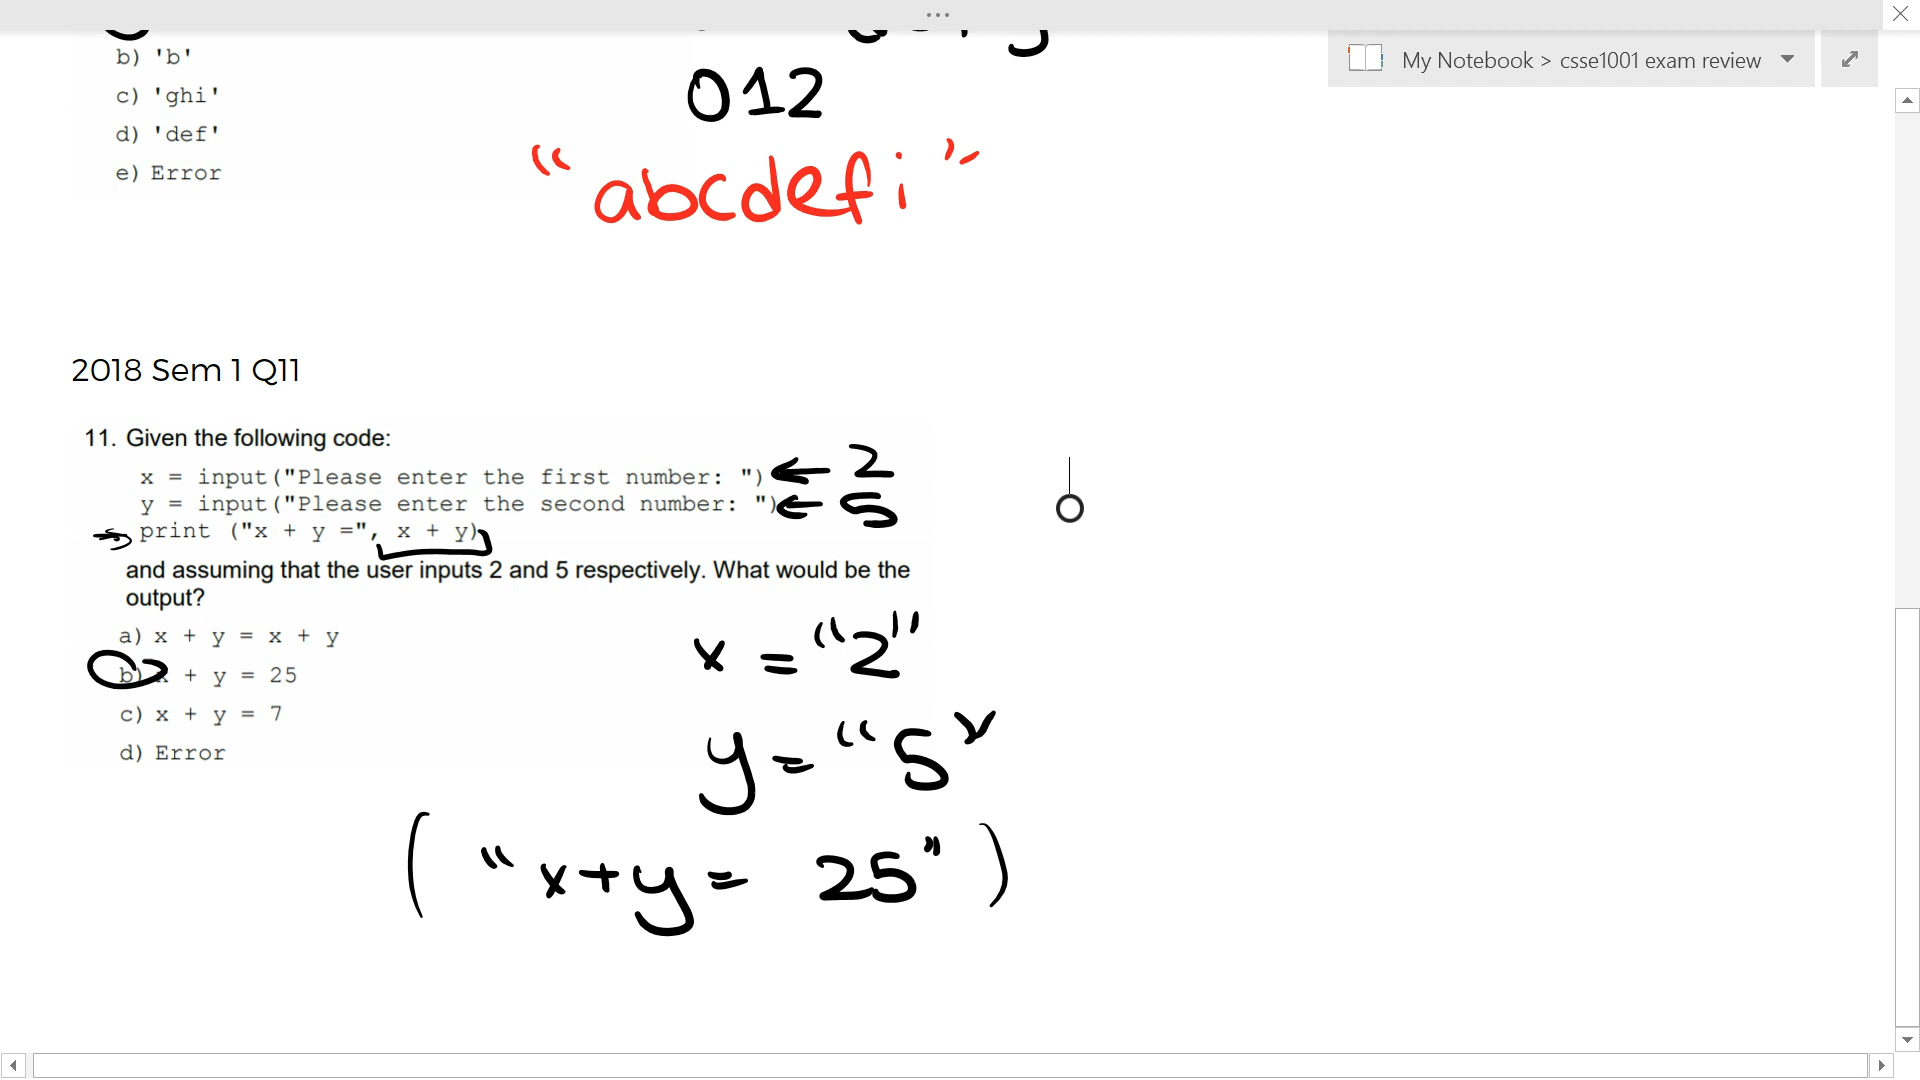 My Notebook > csse1001 exam review
b) 'b'
c) 'ghi'
d) 'def'
e) Error
012
"abcdefi"
2018 Sem 1 Q11
11. Given the following code:
x = input("Please enter the first number: ") ← 2
y = input("Please enter the second number: ") ← 5
→ print ("x + y =", x + y)
and assuming that the user inputs 2 and 5 respectively. What would be the
output?
a) x + y = x + y
b) x + y = 25
c) x + y = 7
d) Error
x = "2"
y = "5"
("x+y= 25")